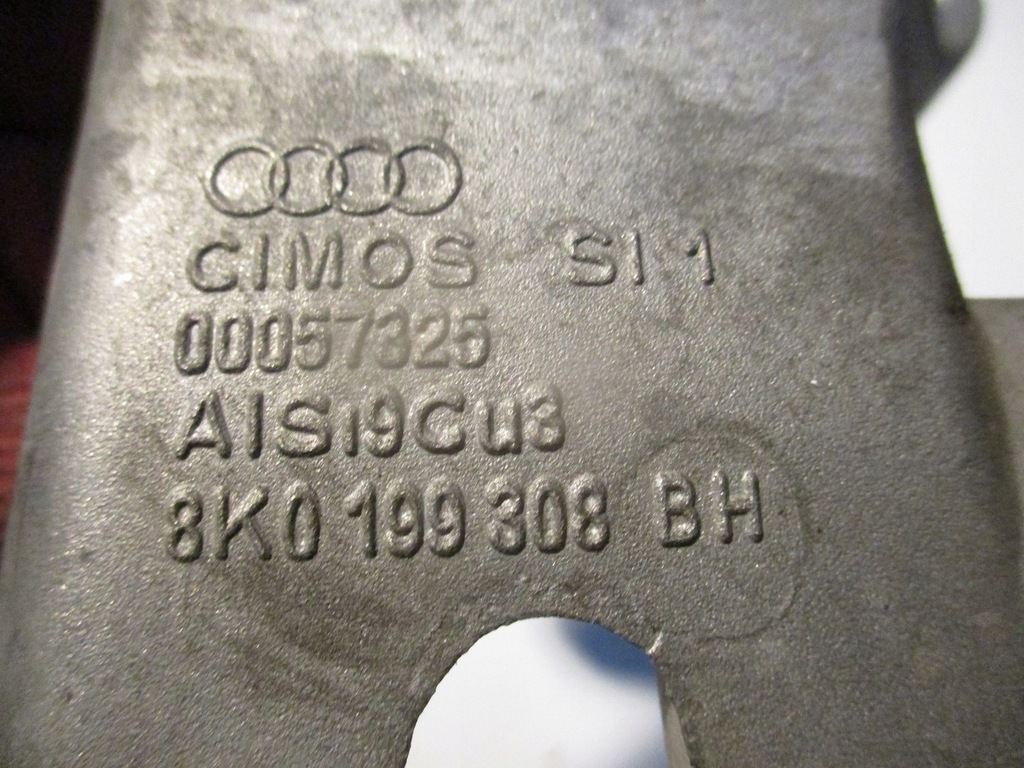 CIMOS SI 1
00057325
AlSi9Cu3
8K0 199 308 BH